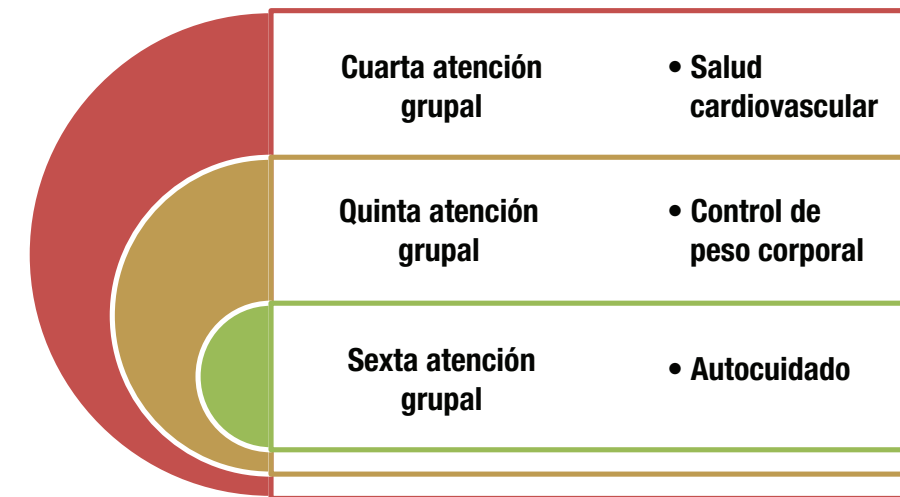 Cuarta atención
grupal
• Salud
cardiovascular
Quinta atención
grupal
• Control de
peso corporal
Sexta atención
grupal
• Autocuidado